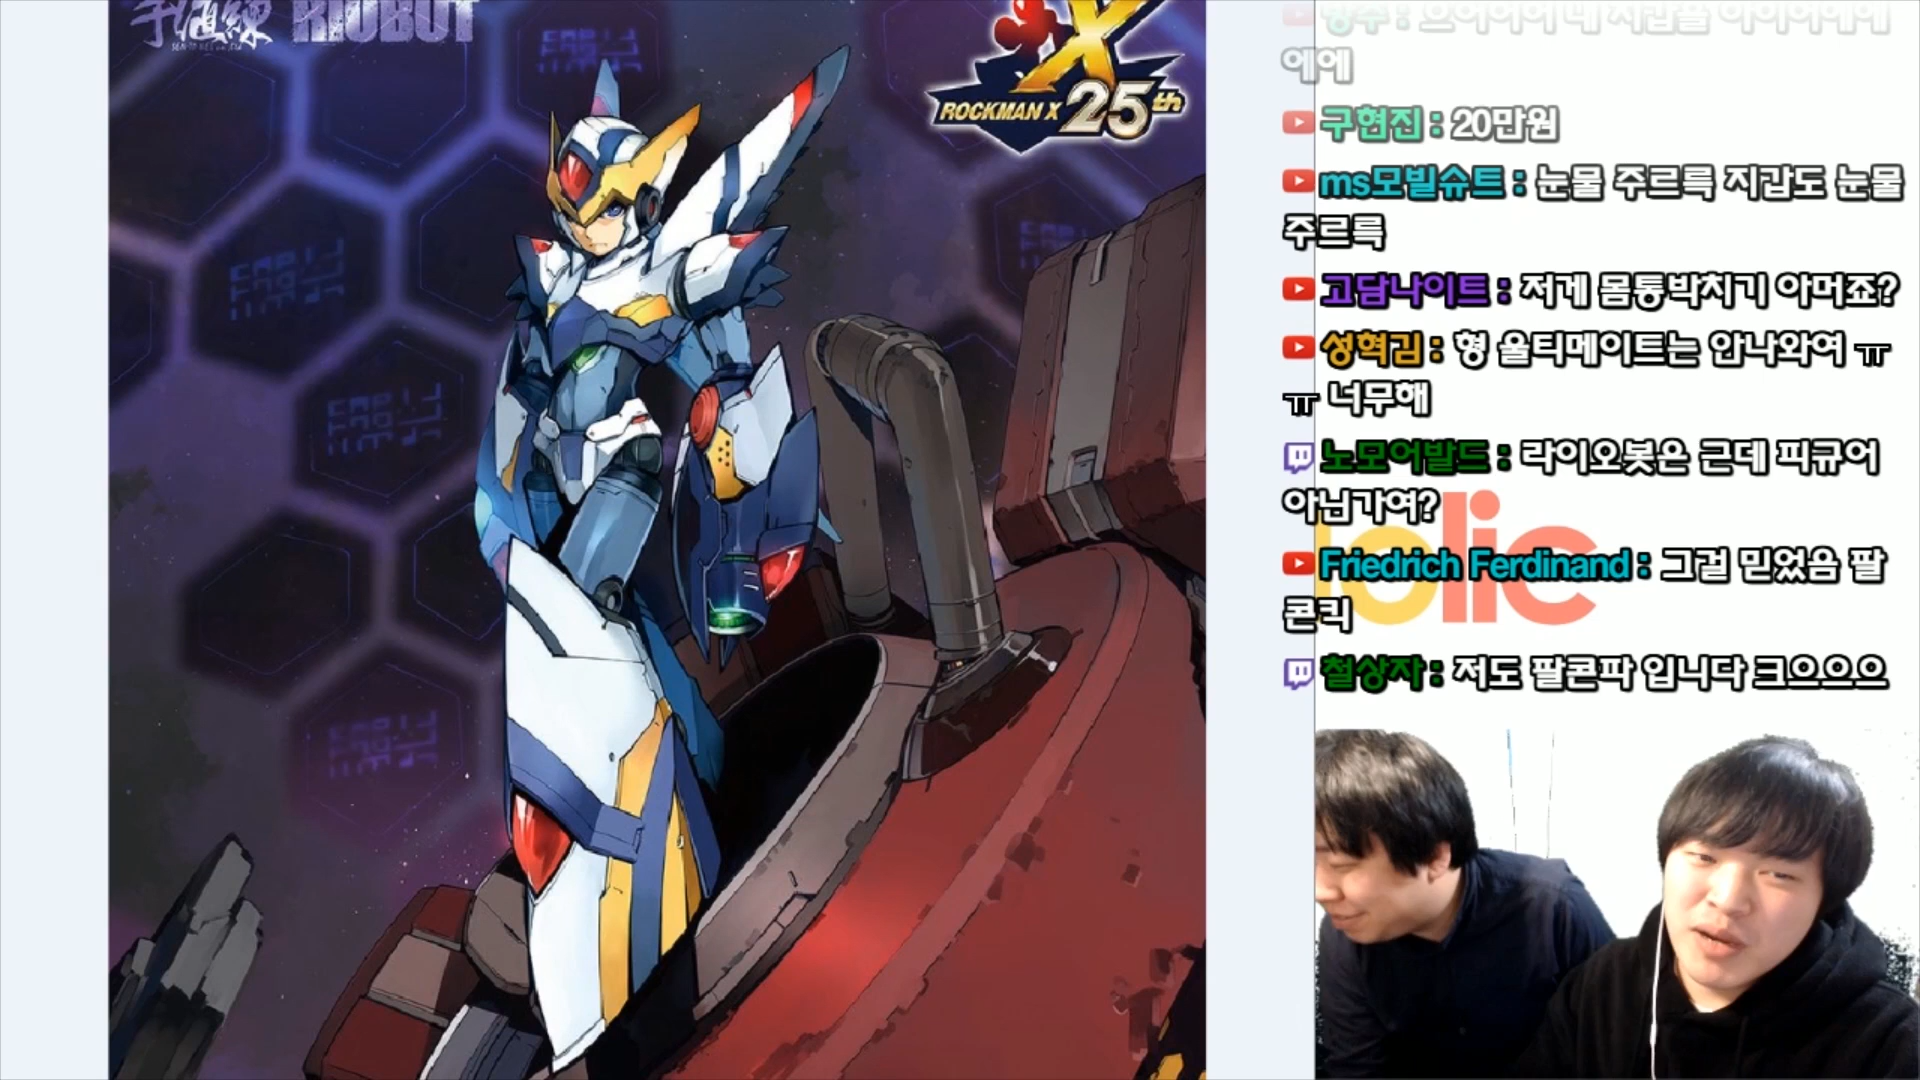 千值練
SEN-TI-NEL
RIOBOT
X
ROCKMAN X 25th
에에
구현진 : 20만원
ms모빌슈트 : 눈물 주르륵 지갑도 눈물
주르륵
고담나이트 : 저게 몸통박치기 아머죠?
성혁김 : 형 울티메이트는 안나와여 ㅠ
ㅠ 너무해
노모어발드 : 라이오봇은 근데 피규어
아닌가여?
Friedrich Ferdinand : 그걸 믿었음 팔
콘킥
철상자 : 저도 팔콘파 입니다 크으으으
holic